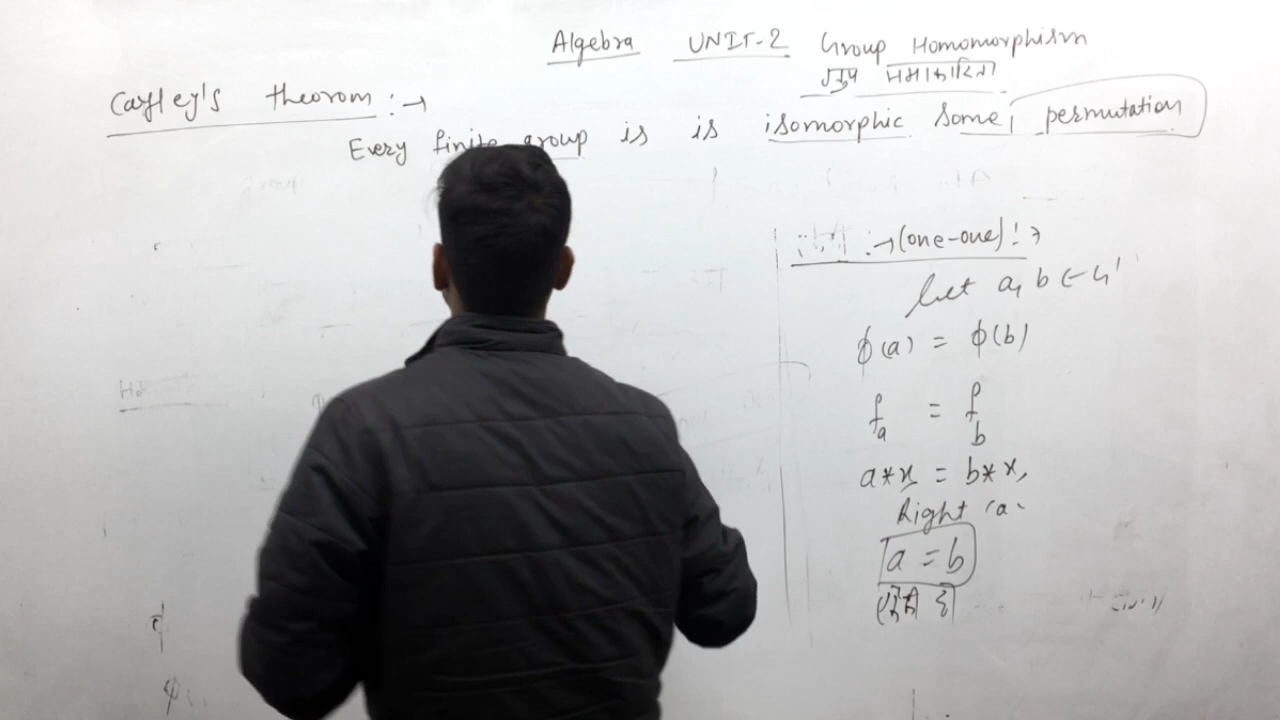 Algebra UNIT-2 Group Homomorphism
ग्रुप समाकारिता
Cayley's theorom :→
Every finite group is is isomorphic some permutation
:→(one-one) :→
let a, b ∈ G'
ϕ(a) = ϕ(b)
f_a = f_b
a*x = b*x,
Right
a = b